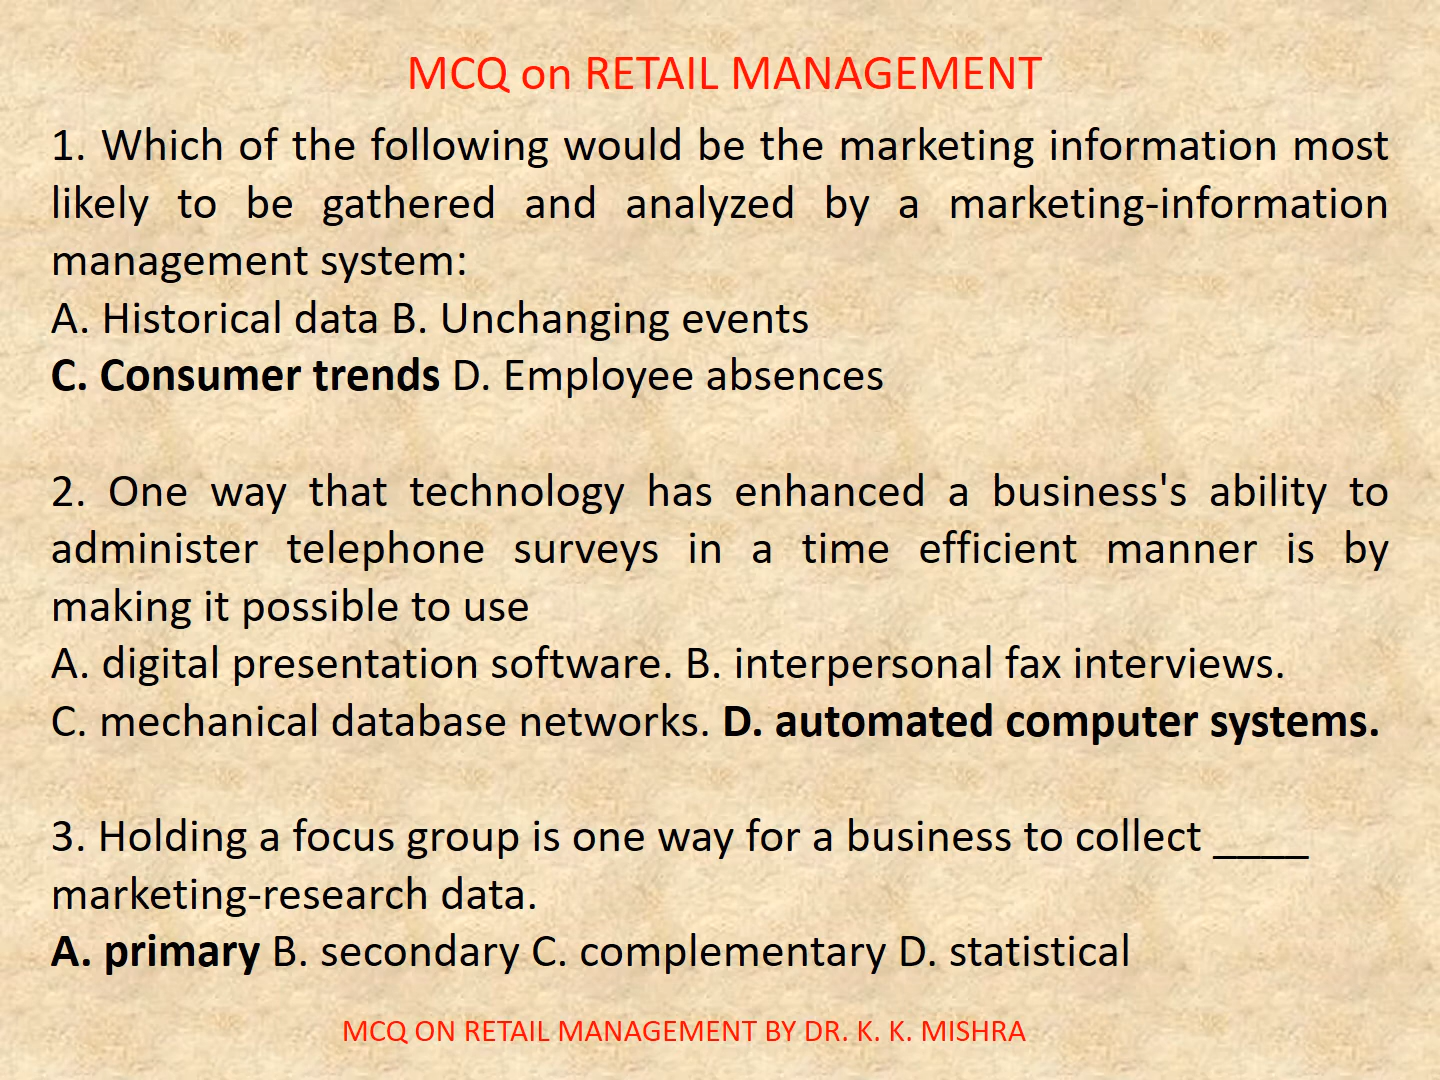 MCQ on RETAIL MANAGEMENT
1. Which of the following would be the marketing information most
likely to be gathered and analyzed by a marketing-information
management system:
A. Historical data B. Unchanging events
C. Consumer trends D. Employee absences
2. One way that technology has enhanced a business's ability to
administer telephone surveys in a time efficient manner is by
making it possible to use
A. digital presentation software. B. interpersonal fax interviews.
C. mechanical database networks. D. automated computer systems.
3. Holding a focus group is one way for a business to collect ____
marketing-research data.
A. primary B. secondary C. complementary D. statistical
MCQ ON RETAIL MANAGEMENT BY DR. K. K. MISHRA